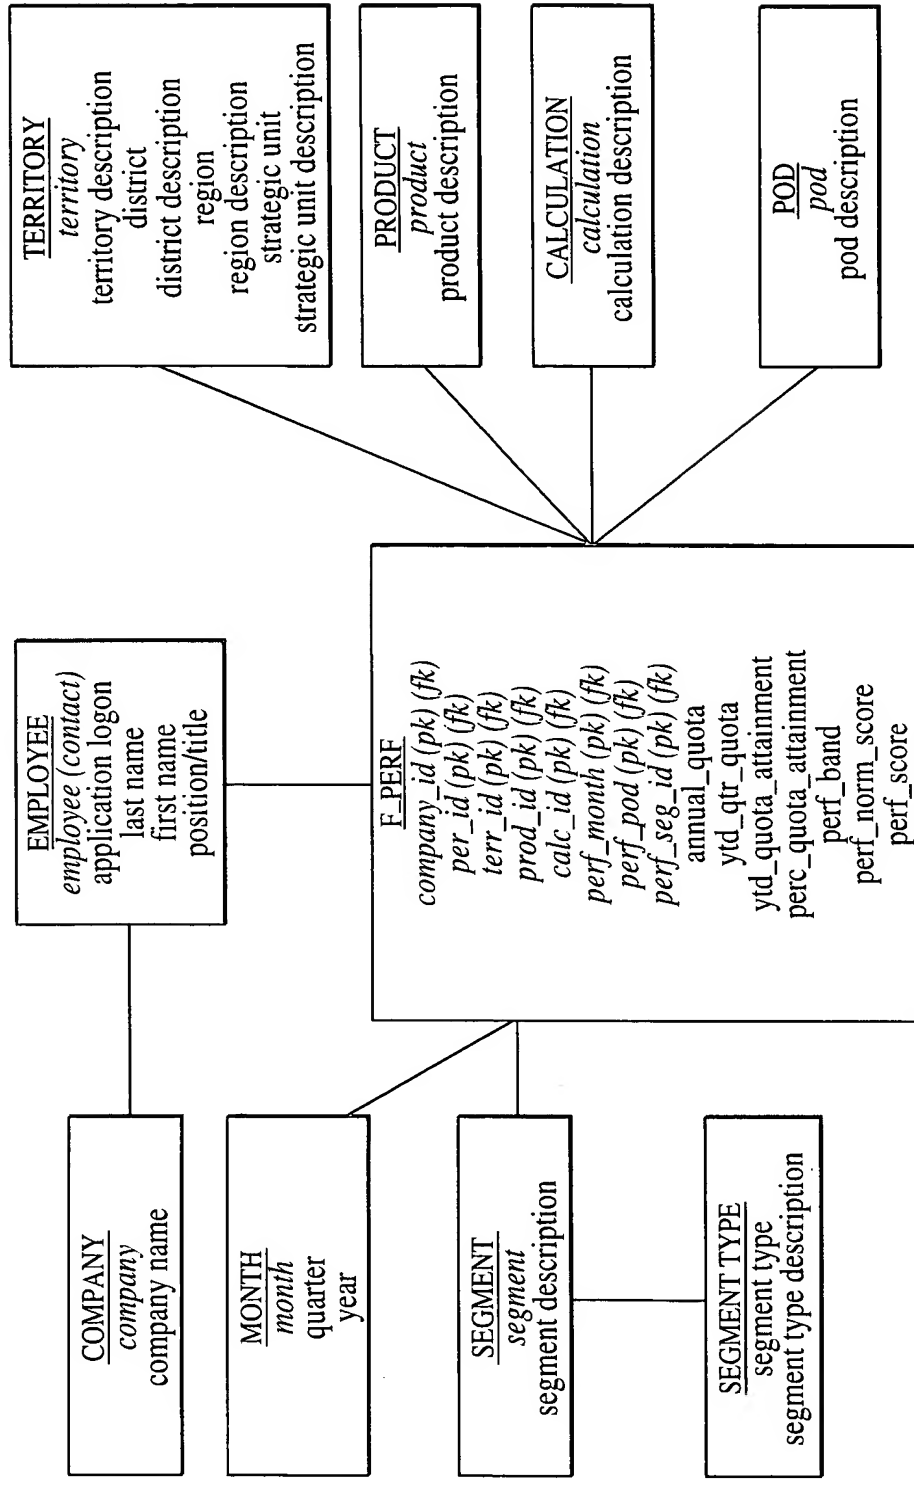 COMPANY
company
company name
MONTH
month
quarter
year
SEGMENT
segment
segment description
SEGMENT TYPE
segment type
segment type description
EMPLOYEE
employee (contact)
application logon
last name
first name
position/title
F_PERF
company_id (pk) (fk)
per_id (pk) (fk)
terr_id (pk) (fk)
prod_id (pk) (fk)
calc_id (pk) (fk)
perf_month (pk) (fk)
perf_pod (pk) (fk)
perf_seg_id (pk) (fk)
annual_quota
ytd_qtr_quota
ytd_quota_attainment
perc_quota_attainment
perf_band
perf_norm_score
perf_score
TERRITORY
territory
territory description
district
district description
region
region description
strategic unit
strategic unit description
PRODUCT
product
product description
CALCULATION
calculation
calculation description
POD
pod
pod description